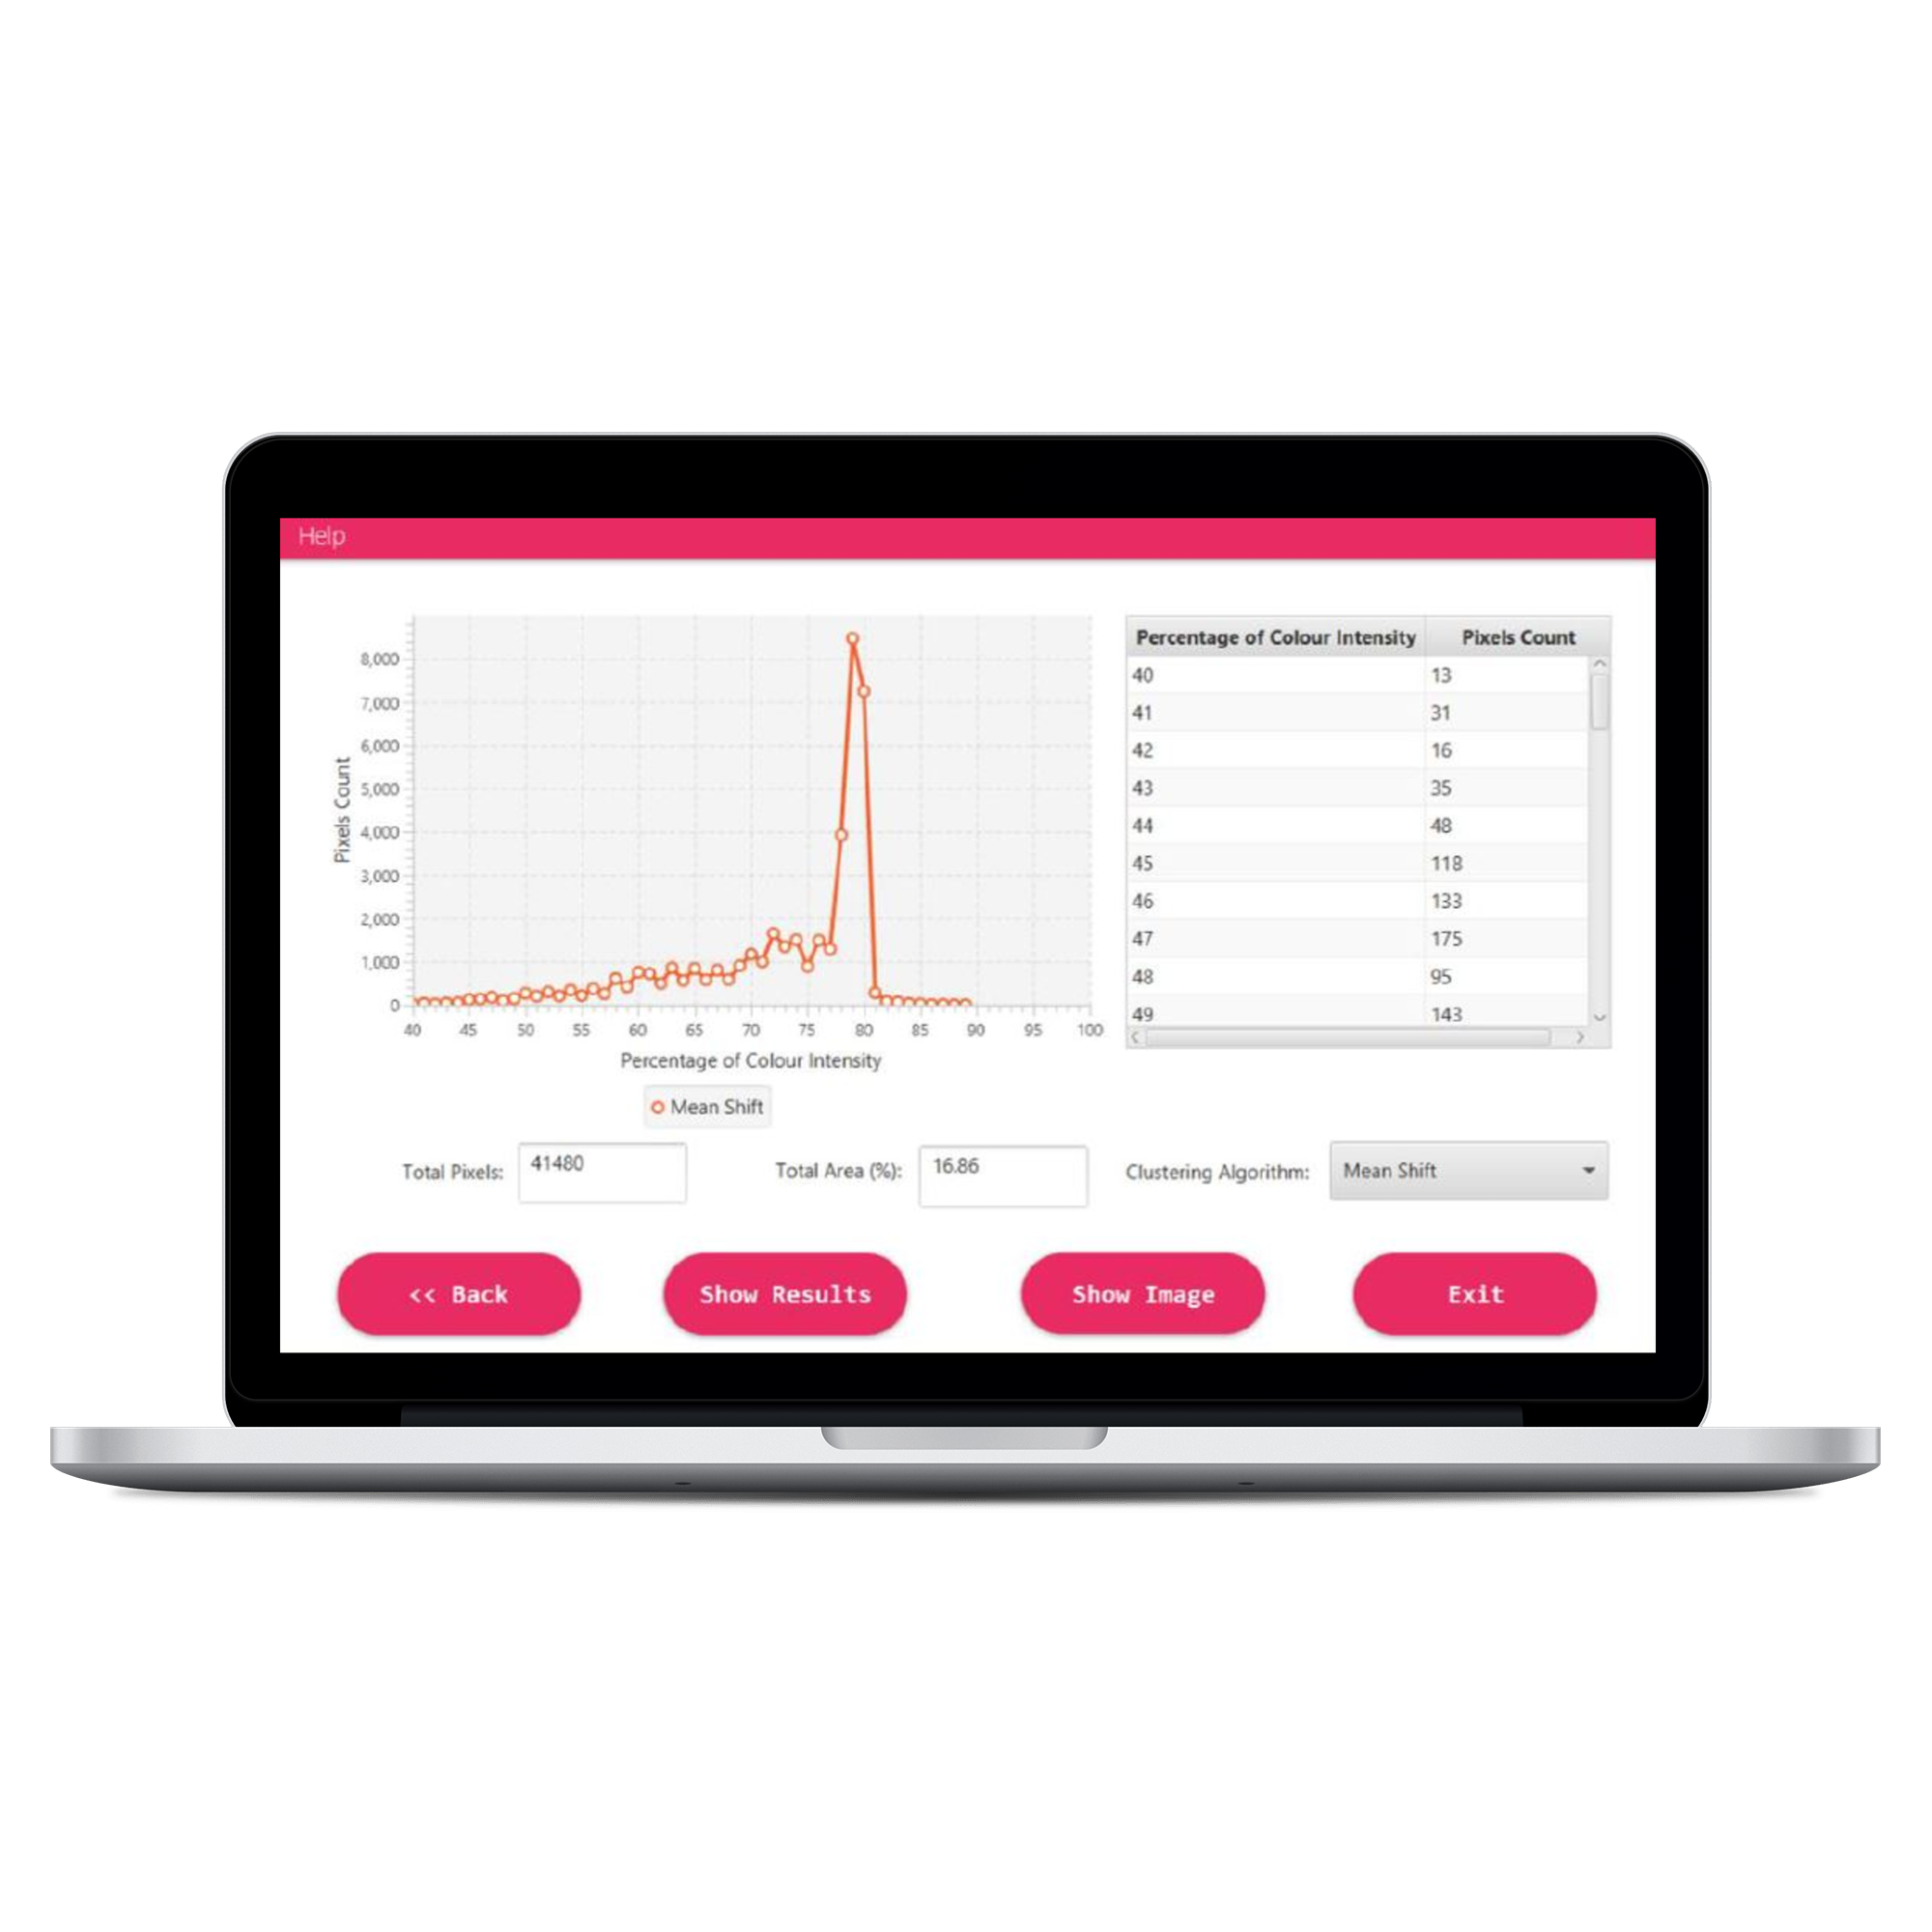 Help
8,000
7,000
6,000
5,000
4,000
3,000
2,000
1,000
0
Pixels Count
40 45 50 55 60 65 70 75 80 85 90 95 100
Percentage of Colour Intensity
Mean Shift
Percentage of Colour Intensity Pixels Count
40 13
41 31
42 16
43 35
44 48
45 118
46 133
47 175
48 95
49 143
Total Pixels: 41480 Total Area (%): 16.86 Clustering Algorithm: Mean Shift
<< Back Show Results Show Image Exit